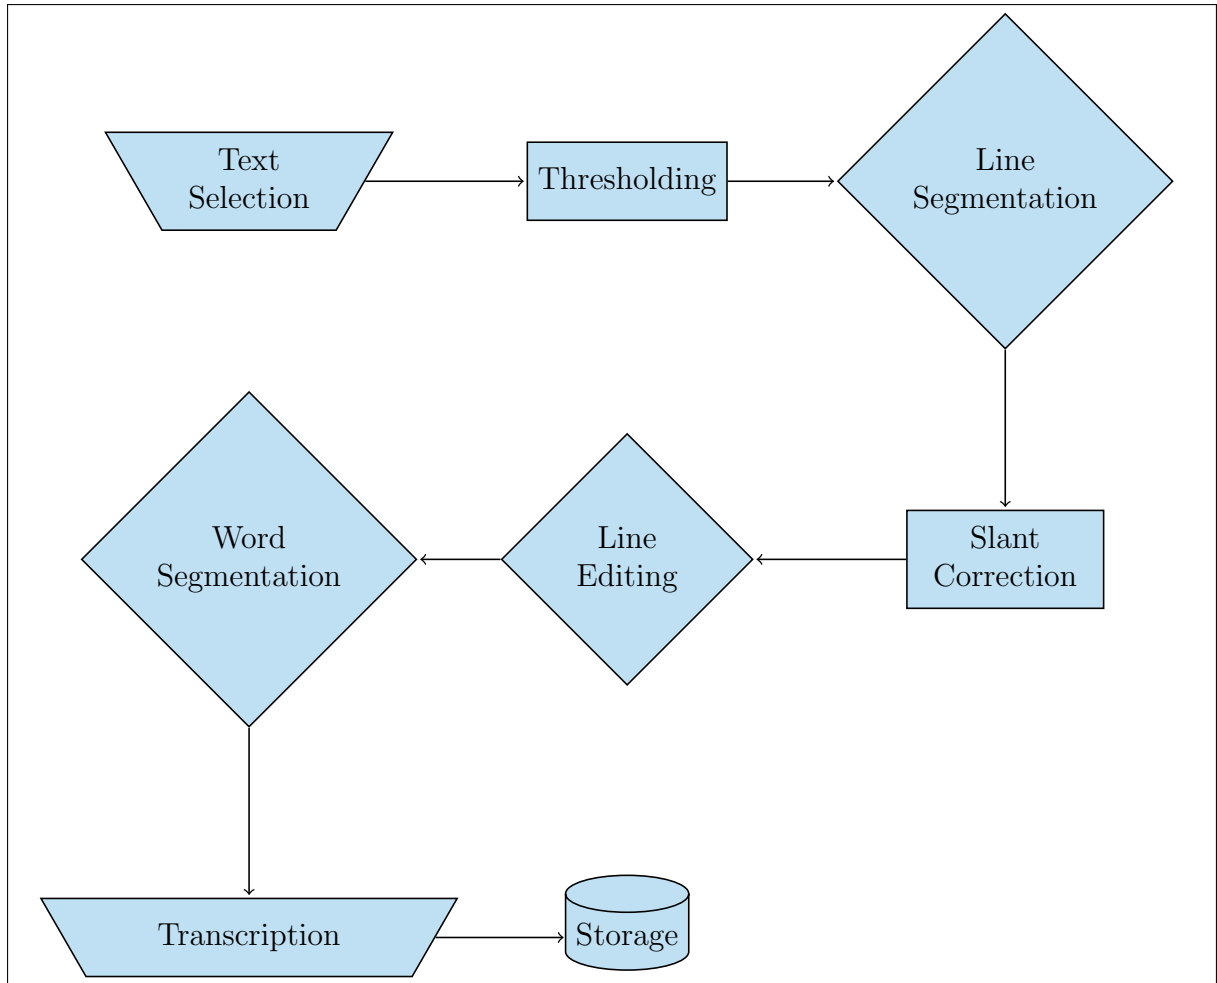 Text
Selection
Thresholding
Line
Segmentation
Slant
Correction
Line
Editing
Word
Segmentation
Transcription
Storage